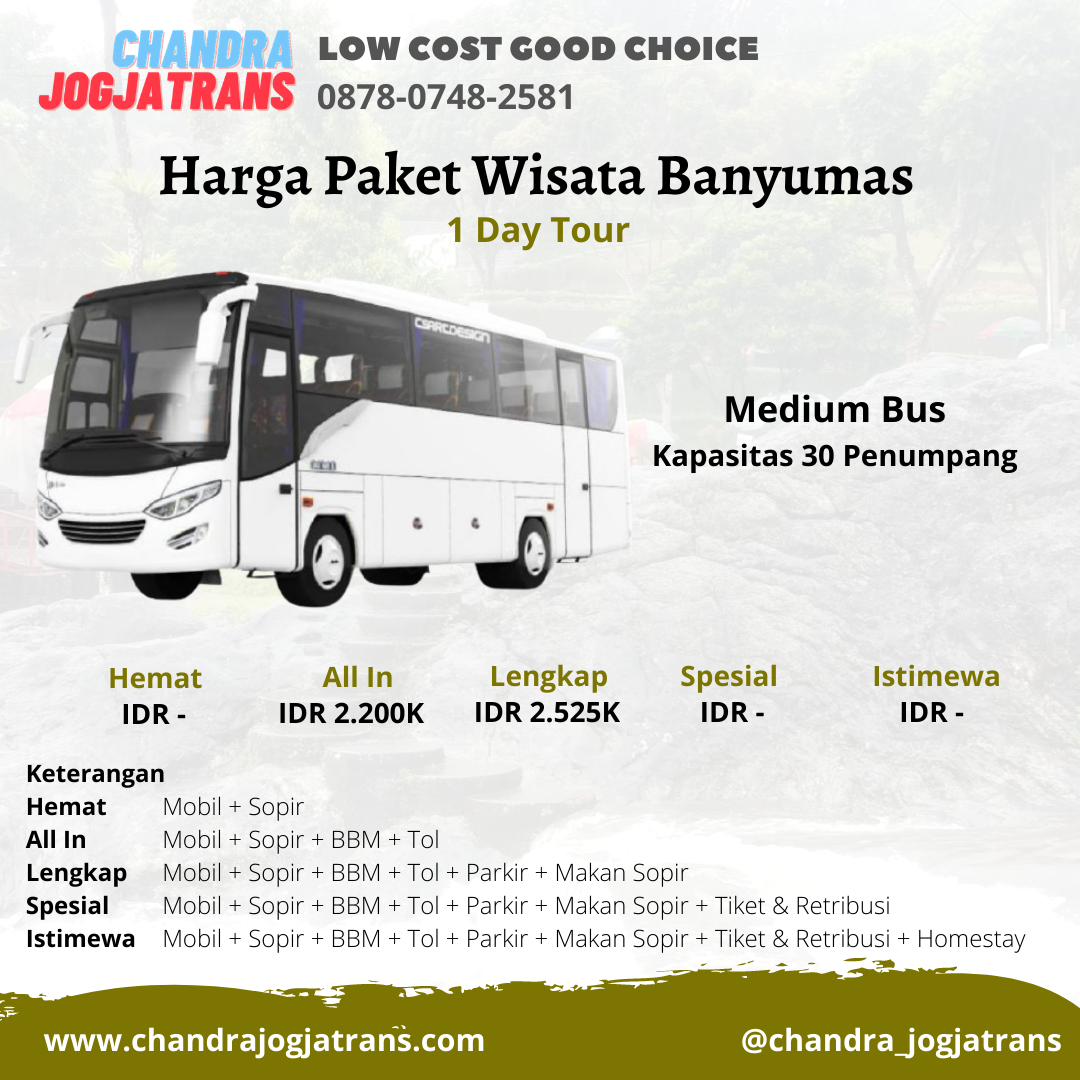 CHANDRA
JOGJATRANS
LOW COST GOOD CHOICE
0878-0748-2581
Harga Paket Wisata Banyumas
1 Day Tour
CSARTDESIGN
Medium Bus
Kapasitas 30 Penumpang
Hemat All In Lengkap Spesial Istimewa
IDR - IDR 2.200K IDR 2.525K IDR - IDR -
Keterangan
Hemat Mobil + Sopir
All In Mobil + Sopir + BBM + Tol
Lengkap Mobil + Sopir + BBM + Tol + Parkir + Makan Sopir
Spesial Mobil + Sopir + BBM + Tol + Parkir + Makan Sopir + Tiket & Retribusi
Istimewa Mobil + Sopir + BBM + Tol + Parkir + Makan Sopir + Tiket & Retribusi + Homestay
www.chandrajogjatrans.com @chandra_jogjatrans